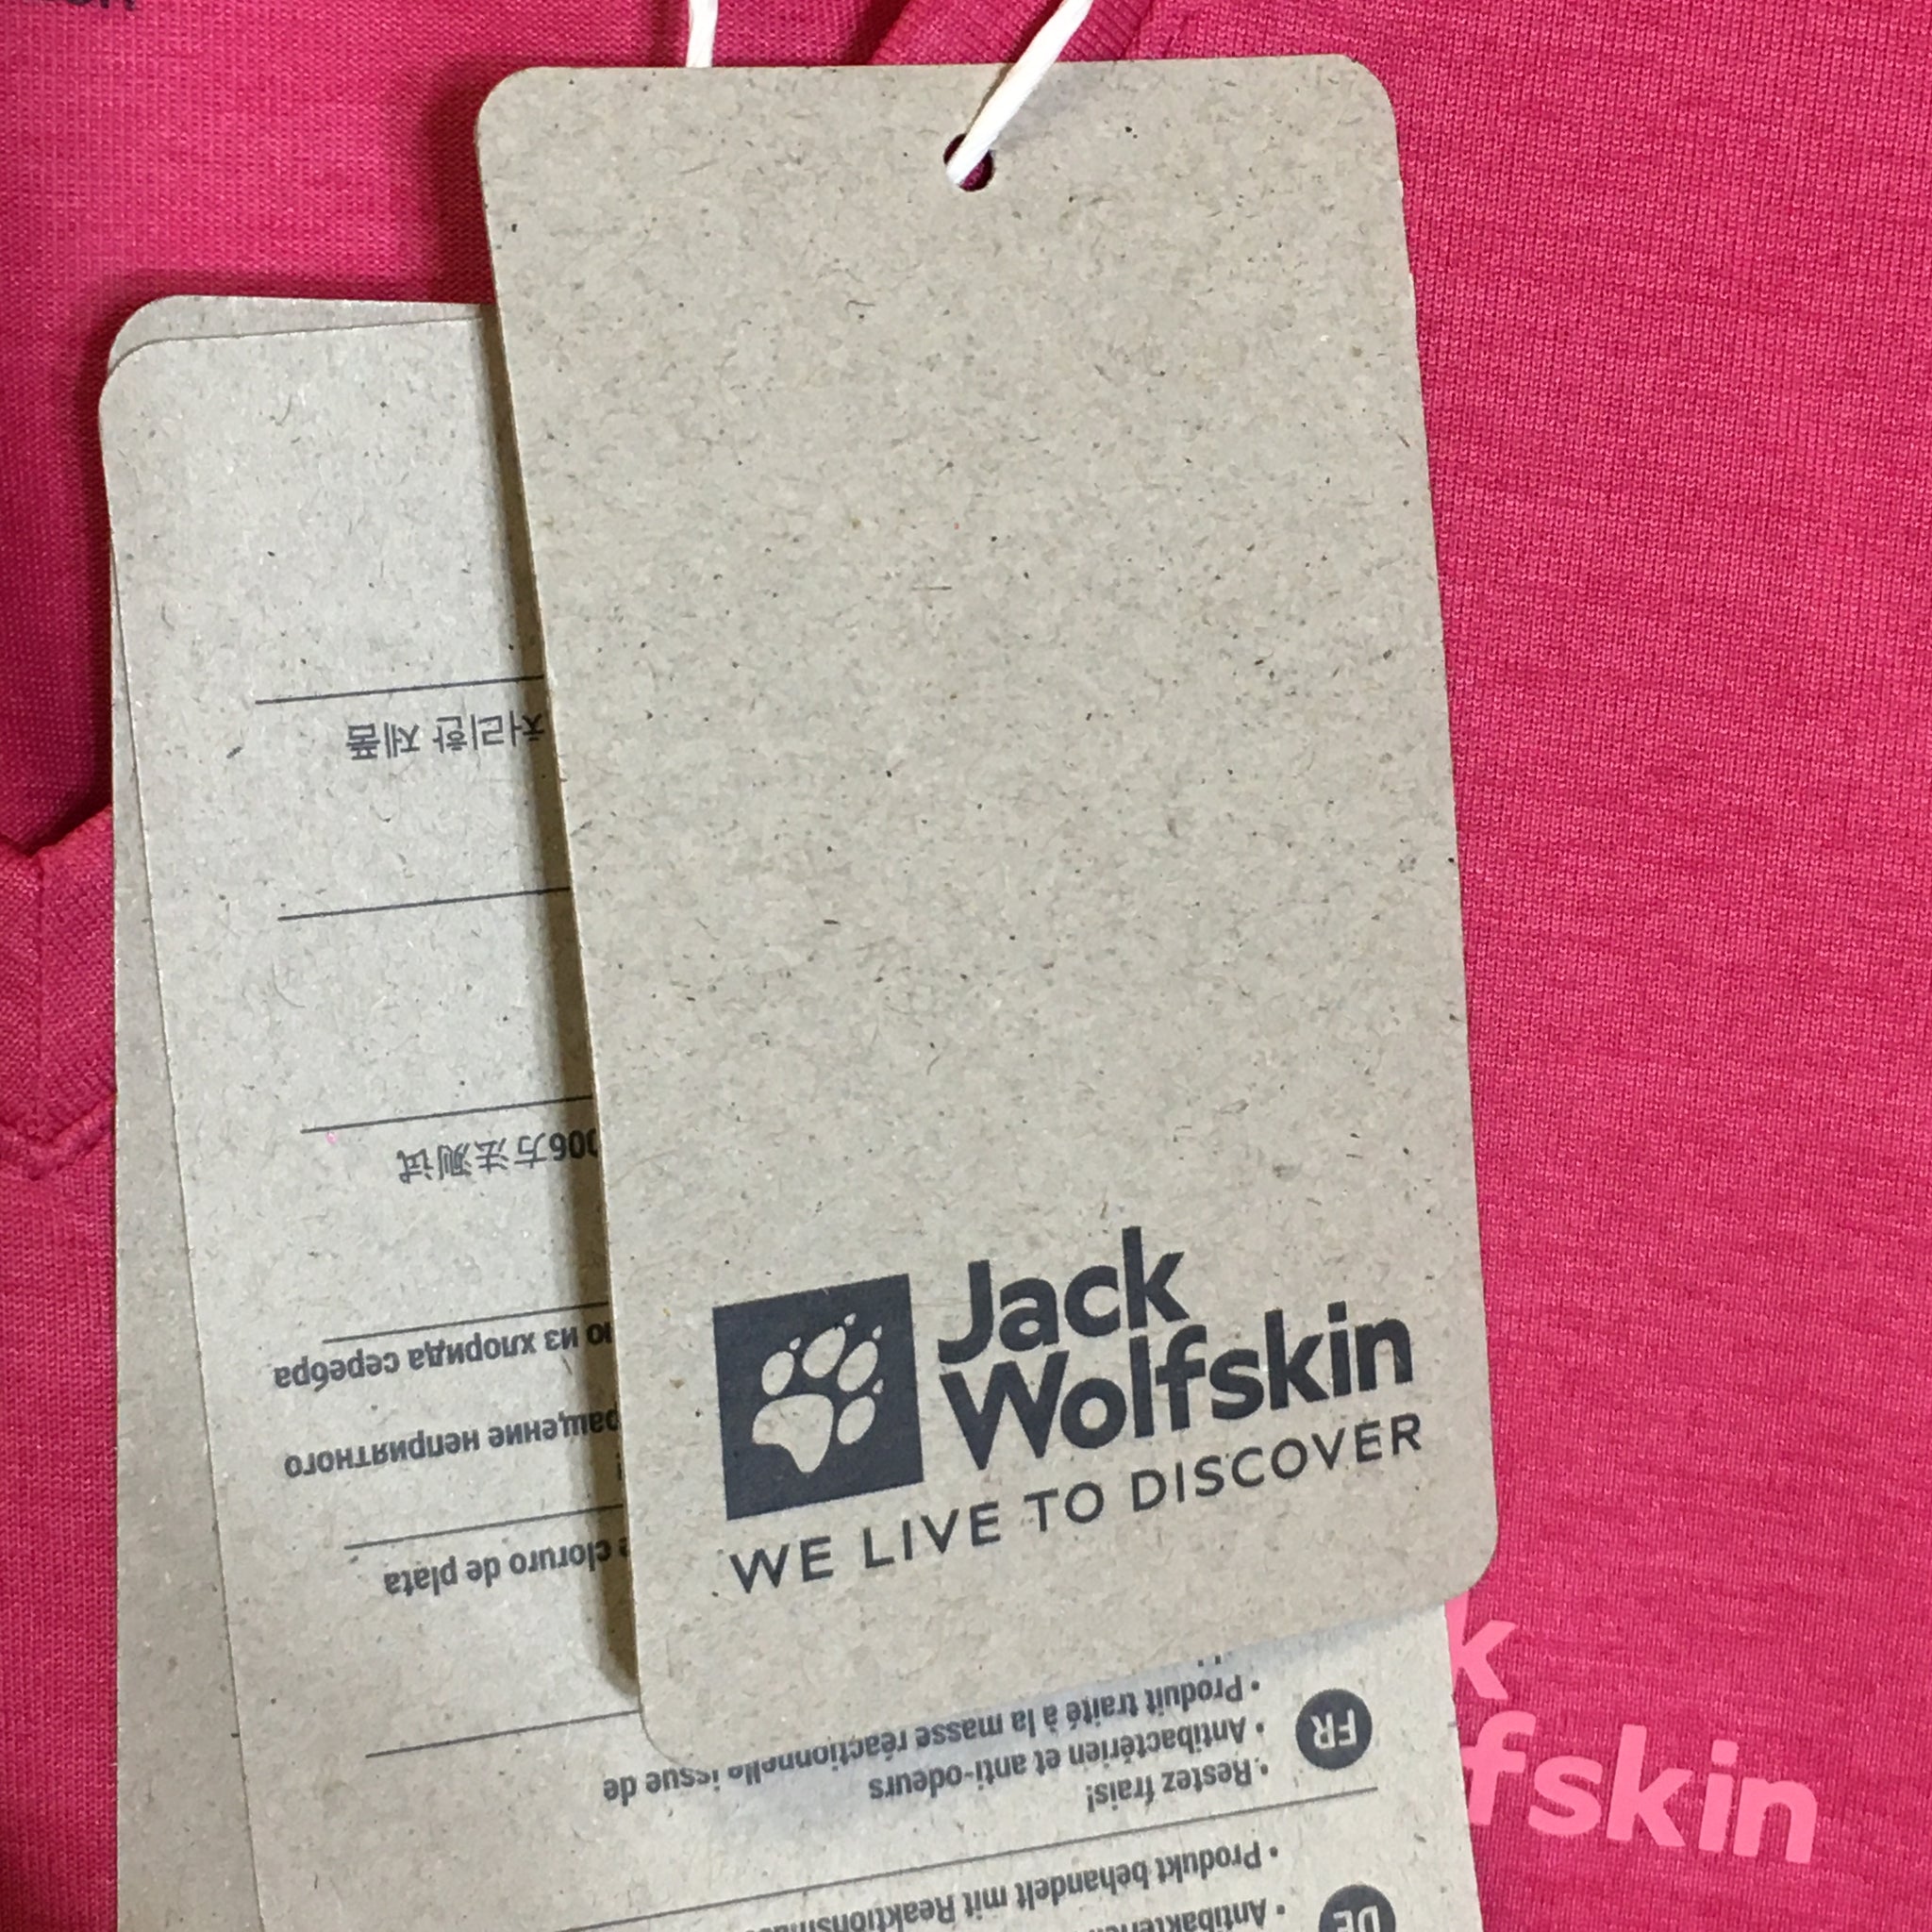 Jack
Wolfskin
WE LIVE TO DISCOVER
k
fskin
DE
• Produkt behandelt mit
FR
• Restez frais!
• Antibactérien et anti-odeurs
• Produit traité à la masse réactionnelle issue de
cloruro de plata
неприятного
из хлорида серебра
006方法测试
처리한 제품